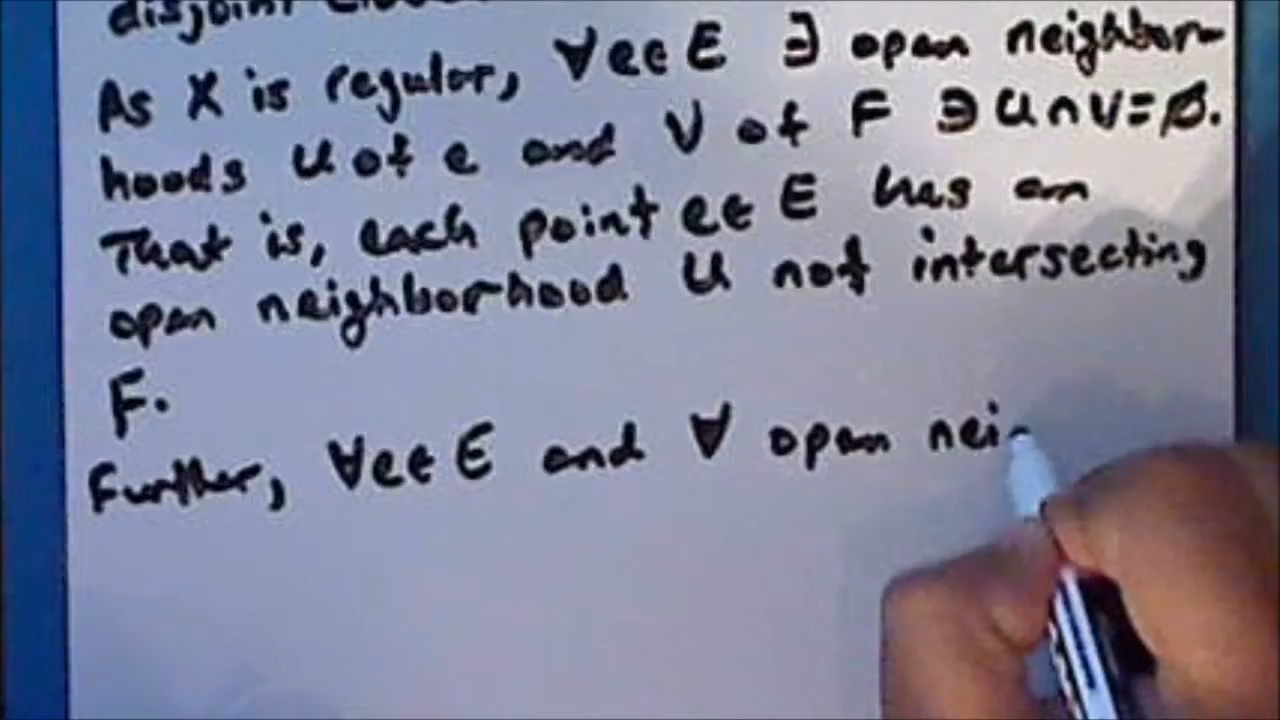 disjoint
As X is regular, ∀e∈E ∃ open neighbor-
hoods U of e and V of F ∋ U∩V=Ø.
That is, each point e∈E has an
open neighborhood U not intersecting
F.
Further, ∀e∈E and ∀ open nei